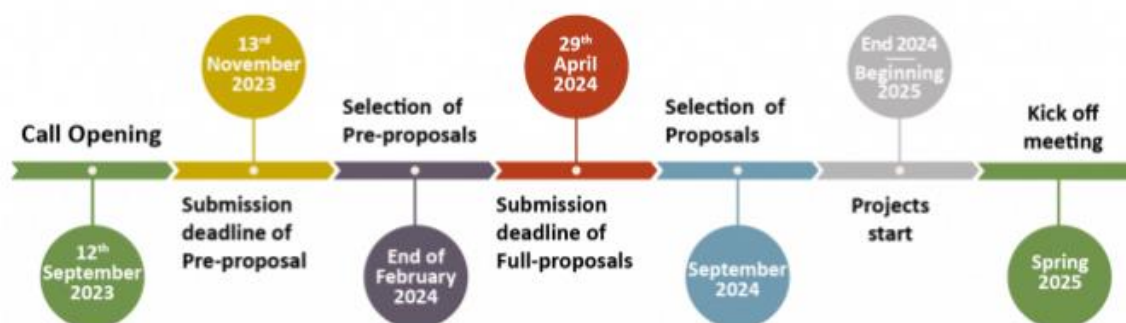 Call Opening
12th
September
2023
13rd
November
2023
Submission
deadline of
Pre-proposal
Selection of
Pre-proposals
End of
February
2024
29th
April
2024
Submission
deadline of
Full-proposals
Selection of
Proposals
September
2024
End 2024
Beginning
2025
Projects
start
Kick off
meeting
Spring
2025